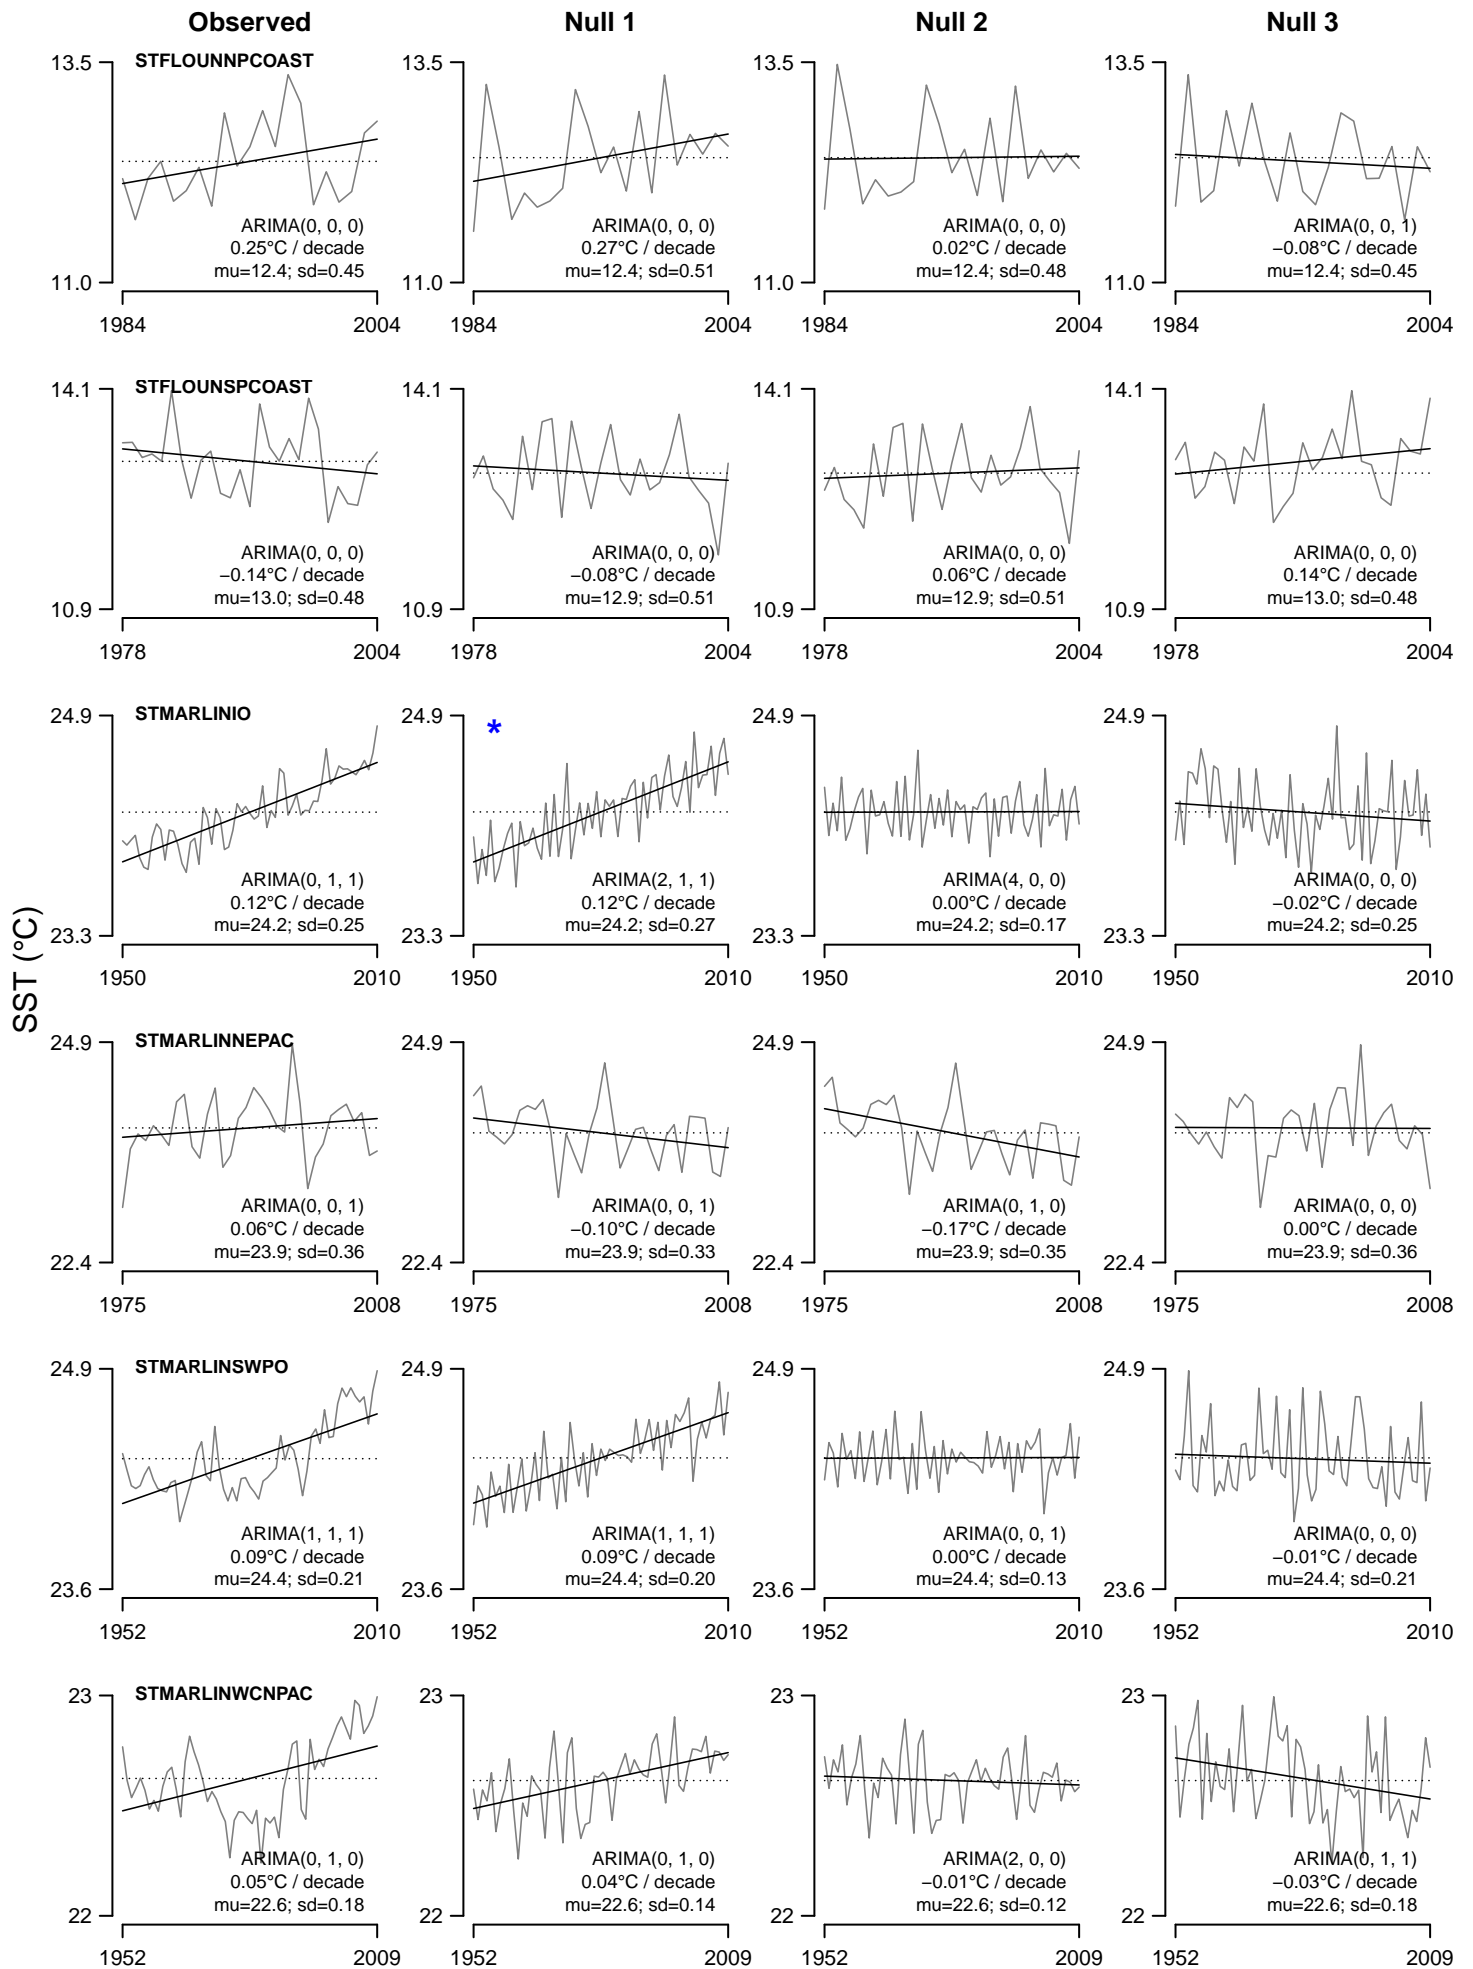 Observed Null 1 Null 2 Null 3
SST (°C)
STFLOUNNPCOAST
13.5 13.5 13.5 13.5
ARIMA(0, 0, 0) ARIMA(0, 0, 0) ARIMA(0, 0, 0) ARIMA(0, 0, 1)
0.25°C / decade 0.27°C / decade 0.02°C / decade −0.08°C / decade
mu=12.4; sd=0.45 mu=12.4; sd=0.51 mu=12.4; sd=0.48 mu=12.4; sd=0.45
11.0 11.0 11.0 11.0
1984 2004 1984 2004 1984 2004 1984 2004
STFLOUNSPCOAST
14.1 14.1 14.1 14.1
ARIMA(0, 0, 0) ARIMA(0, 0, 0) ARIMA(0, 0, 0) ARIMA(0, 0, 0)
−0.14°C / decade −0.08°C / decade 0.06°C / decade 0.14°C / decade
mu=13.0; sd=0.48 mu=12.9; sd=0.51 mu=12.9; sd=0.51 mu=13.0; sd=0.48
10.9 10.9 10.9 10.9
1978 2004 1978 2004 1978 2004 1978 2004
STMARLINIO
24.9 24.9 24.9 24.9
*
ARIMA(0, 1, 1) ARIMA(2, 1, 1) ARIMA(4, 0, 0) ARIMA(0, 0, 0)
0.12°C / decade 0.12°C / decade 0.00°C / decade −0.02°C / decade
mu=24.2; sd=0.25 mu=24.2; sd=0.27 mu=24.2; sd=0.17 mu=24.2; sd=0.25
23.3 23.3 23.3 23.3
1950 2010 1950 2010 1950 2010 1950 2010
STMARLINNEPAC
24.9 24.9 24.9 24.9
ARIMA(0, 0, 1) ARIMA(0, 0, 1) ARIMA(0, 1, 0) ARIMA(0, 0, 0)
0.06°C / decade −0.10°C / decade −0.17°C / decade 0.00°C / decade
mu=23.9; sd=0.36 mu=23.9; sd=0.33 mu=23.9; sd=0.35 mu=23.9; sd=0.36
22.4 22.4 22.4 22.4
1975 2008 1975 2008 1975 2008 1975 2008
STMARLINSWPO
24.9 24.9 24.9 24.9
ARIMA(1, 1, 1) ARIMA(1, 1, 1) ARIMA(0, 0, 1) ARIMA(0, 0, 0)
0.09°C / decade 0.09°C / decade 0.00°C / decade −0.01°C / decade
mu=24.4; sd=0.21 mu=24.4; sd=0.20 mu=24.4; sd=0.13 mu=24.4; sd=0.21
23.6 23.6 23.6 23.6
1952 2010 1952 2010 1952 2010 1952 2010
STMARLINWCNPAC
23 23 23 23
ARIMA(0, 1, 0) ARIMA(0, 1, 0) ARIMA(2, 0, 0) ARIMA(0, 1, 1)
0.05°C / decade 0.04°C / decade −0.01°C / decade −0.03°C / decade
mu=22.6; sd=0.18 mu=22.6; sd=0.14 mu=22.6; sd=0.12 mu=22.6; sd=0.18
22 22 22 22
1952 2009 1952 2009 1952 2009 1952 2009